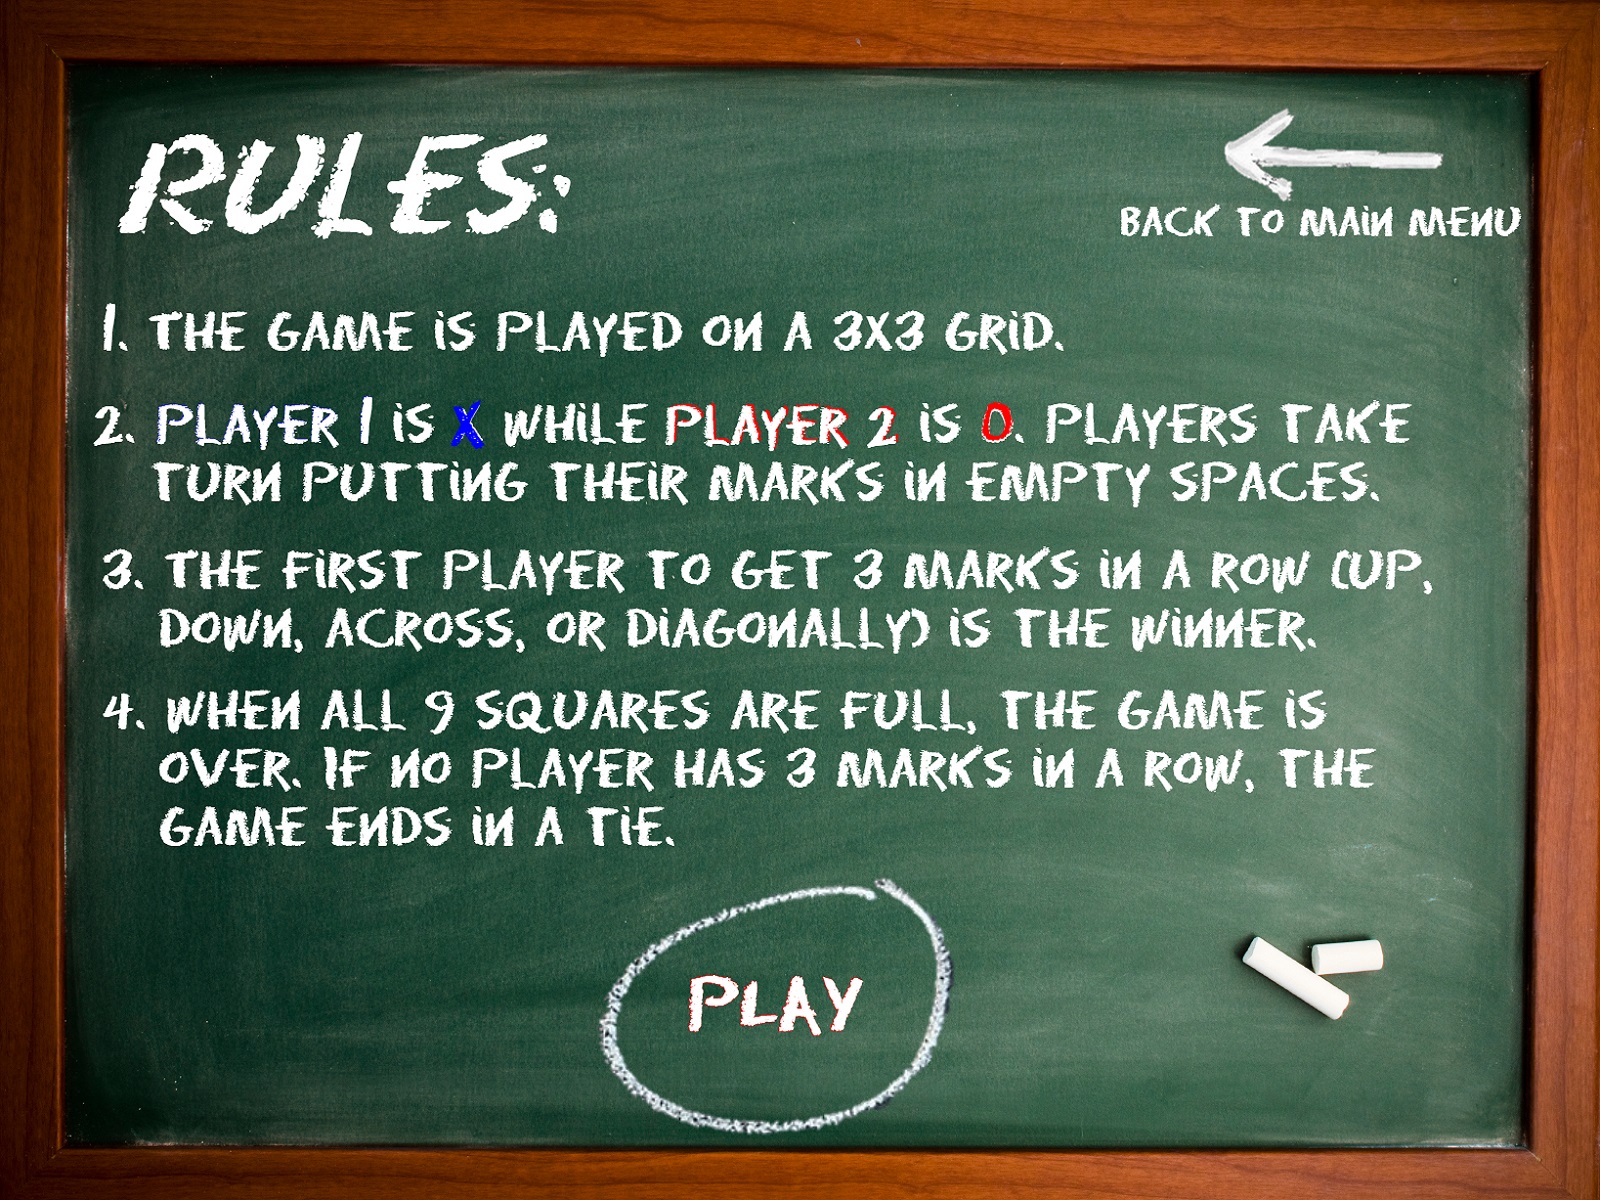 RULES:
BACK TO MAIN MENU
1. THE GAME IS PLAYED ON A 3X3 GRID.
2. PLAYER 1 IS X WHILE PLAYER 2 IS O. PLAYERS TAKE
TURN PUTTING THEIR MARKS IN EMPTY SPACES.
3. THE FIRST PLAYER TO GET 3 MARKS IN A ROW (UP,
DOWN, ACROSS, OR DIAGONALLY) IS THE WINNER.
4. WHEN ALL 9 SQUARES ARE FULL, THE GAME IS
OVER. IF NO PLAYER HAS 3 MARKS IN A ROW, THE
GAME ENDS IN A TIE.
PLAY